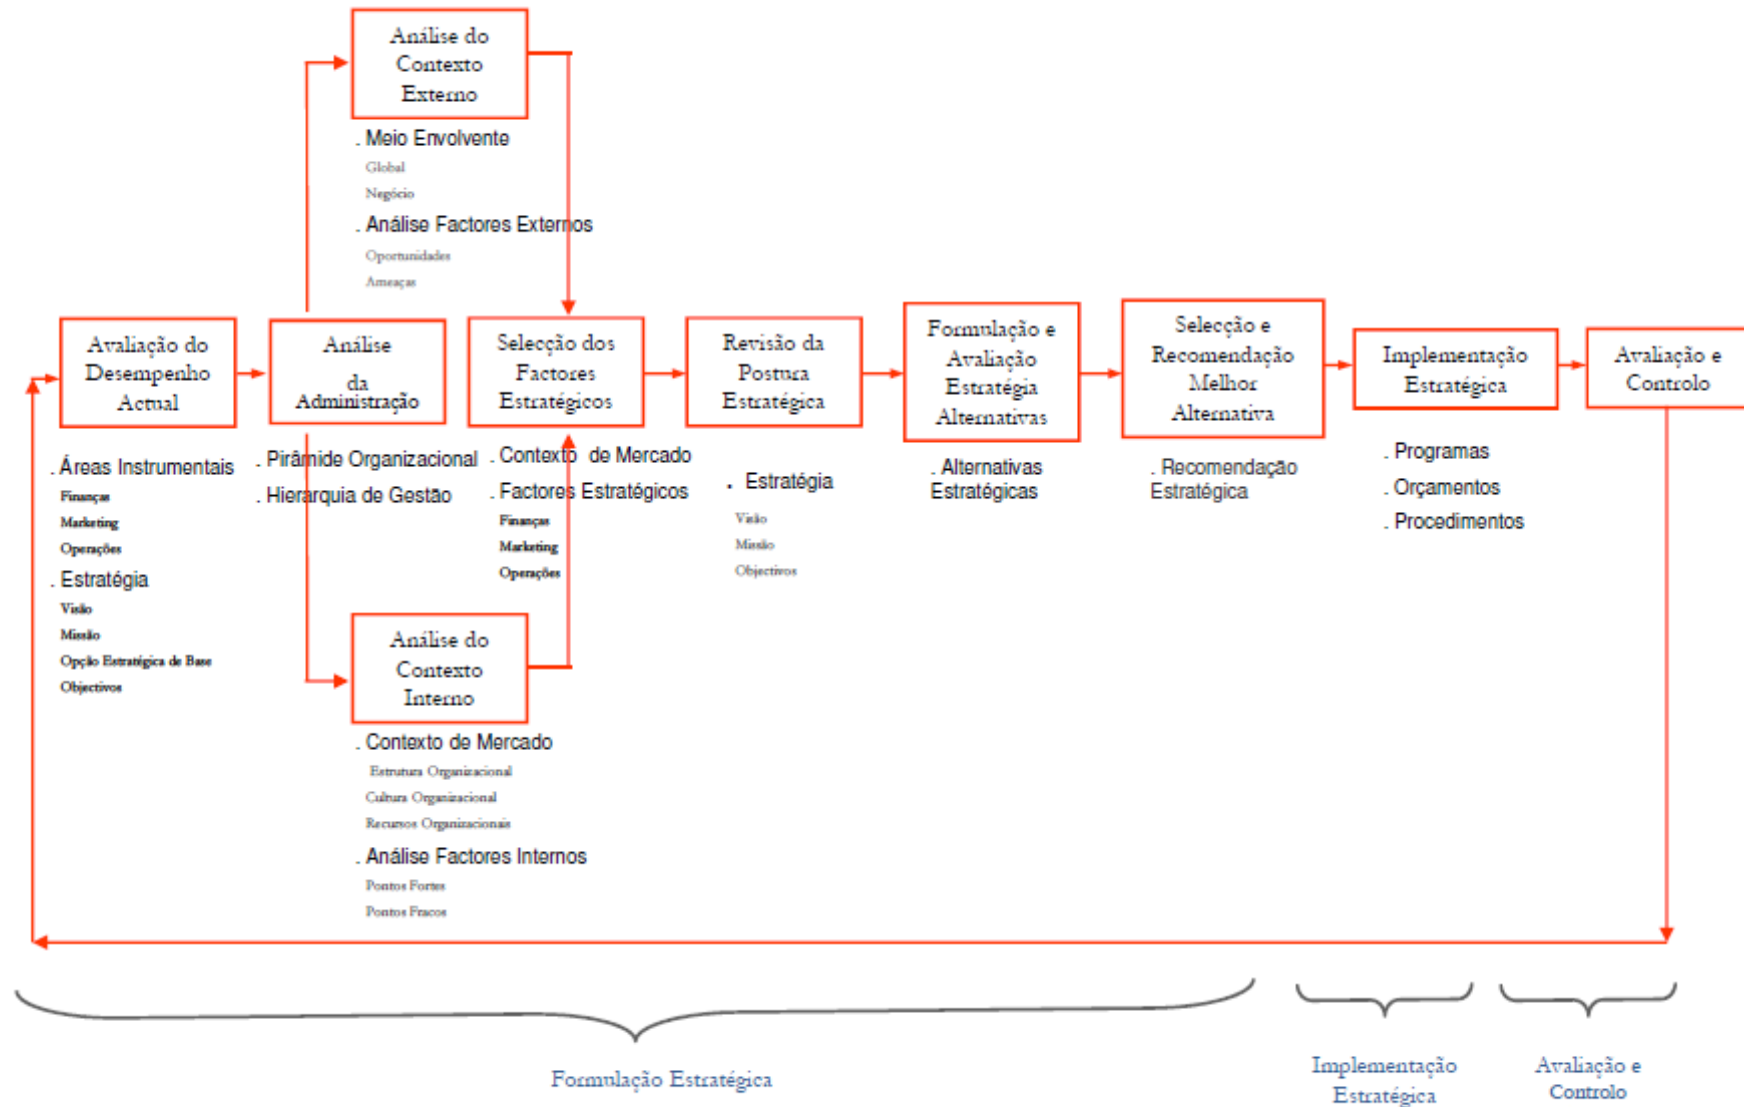 Análise do
Contexto
Externo
. Meio Envolvente
Global
Negócio
. Análise Factores Externos
Oportunidades
Ameaças
Avaliação do
Desempenho
Actual
. Áreas Instrumentais
Finanças
Marketing
Operações
. Estratégia
Visão
Missão
Opção Estratégica de Base
Objectivos
Análise
da
Administração
. Pirâmide Organizacional
. Hierarquia de Gestão
Análise do
Contexto
Interno
. Contexto de Mercado
Estrutura Organizacional
Cultura Organizacional
Recursos Organizacionais
. Análise Factores Internos
Pontos Fortes
Pontos Fracos
Selecção dos
Factores
Estratégicos
. Contexto de Mercado
. Factores Estratégicos
Finanças
Marketing
Operações
Revisão da
Postura
Estratégica
. Estratégia
Visão
Missão
Objectivos
Formulação e
Avaliação
Estratégia
Alternativas
. Alternativas
Estratégicas
Selecção e
Recomendação
Melhor
Alternativa
. Recomendação
Estratégica
Implementação
Estratégica
. Programas
. Orçamentos
. Procedimentos
Avaliação e
Controlo
Formulação Estratégica
Implementação
Estratégica
Avaliação e
Controlo